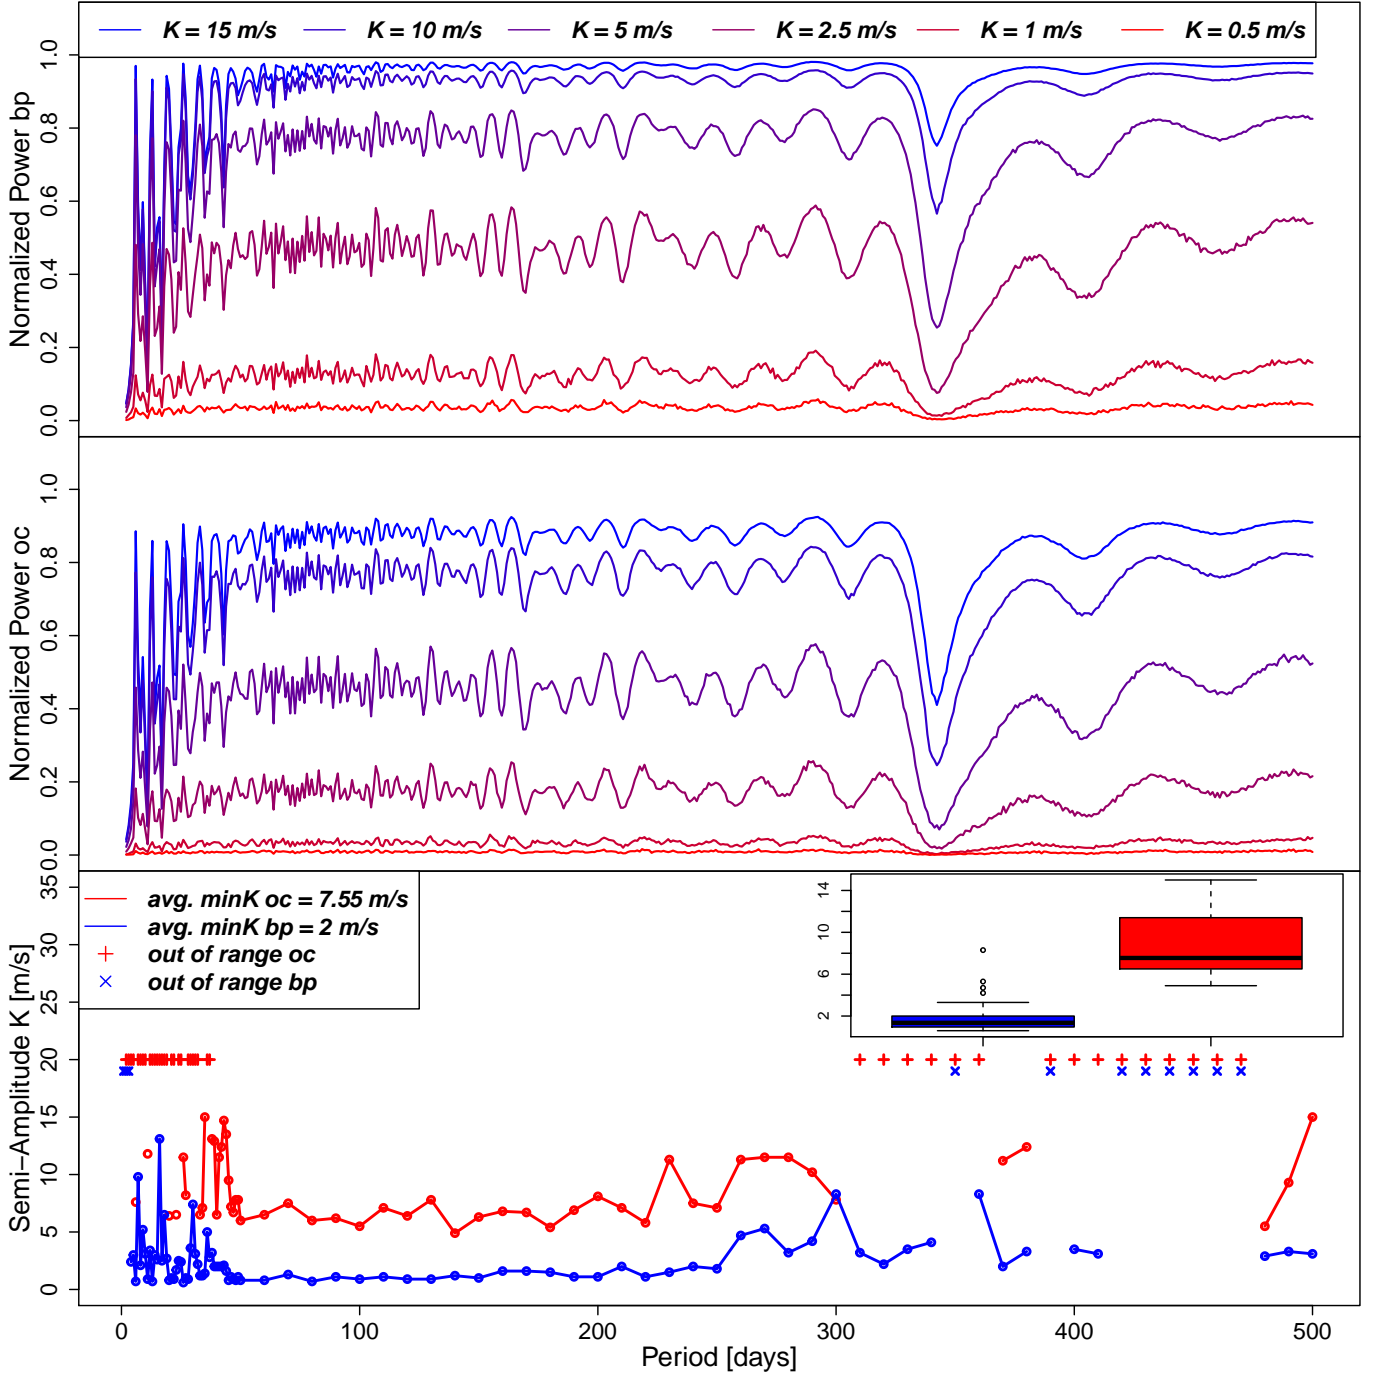 K = 15 m/s K = 10 m/s K = 5 m/s K = 2.5 m/s K = 1 m/s K = 0.5 m/s
Normalized Power bp
1.0
0.8
0.6
0.4
0.2
0.0
Normalized Power oc
1.0
0.8
0.6
0.4
0.2
0.0
Semi−Amplitude K [m/s]
35
30
25
20
15
10
5
0
avg. minK oc = 7.55 m/s
avg. minK bp = 2 m/s
out of range oc
out of range bp
14
10
6
2
0 100 200 300 400 500
Period [days]